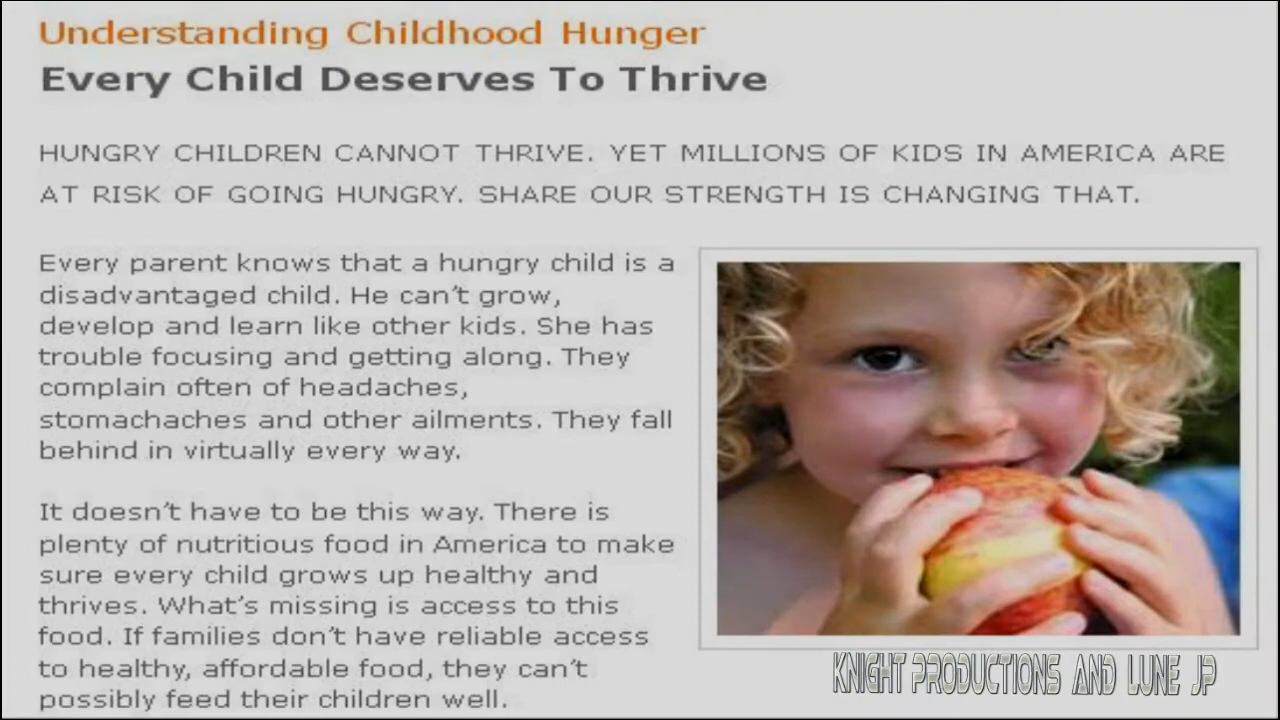 Understanding Childhood Hunger
Every Child Deserves To Thrive
HUNGRY CHILDREN CANNOT THRIVE. YET MILLIONS OF KIDS IN AMERICA ARE
AT RISK OF GOING HUNGRY. SHARE OUR STRENGTH IS CHANGING THAT.
Every parent knows that a hungry child is a
disadvantaged child. He can't grow,
develop and learn like other kids. She has
trouble focusing and getting along. They
complain often of headaches,
stomachaches and other ailments. They fall
behind in virtually every way.
It doesn't have to be this way. There is
plenty of nutritious food in America to make
sure every child grows up healthy and
thrives. What's missing is access to this
food. If families don't have reliable access
to healthy, affordable food, they can't
possibly feed their children well.
KNIGHT PRODUCTIONS AND LUNE JP